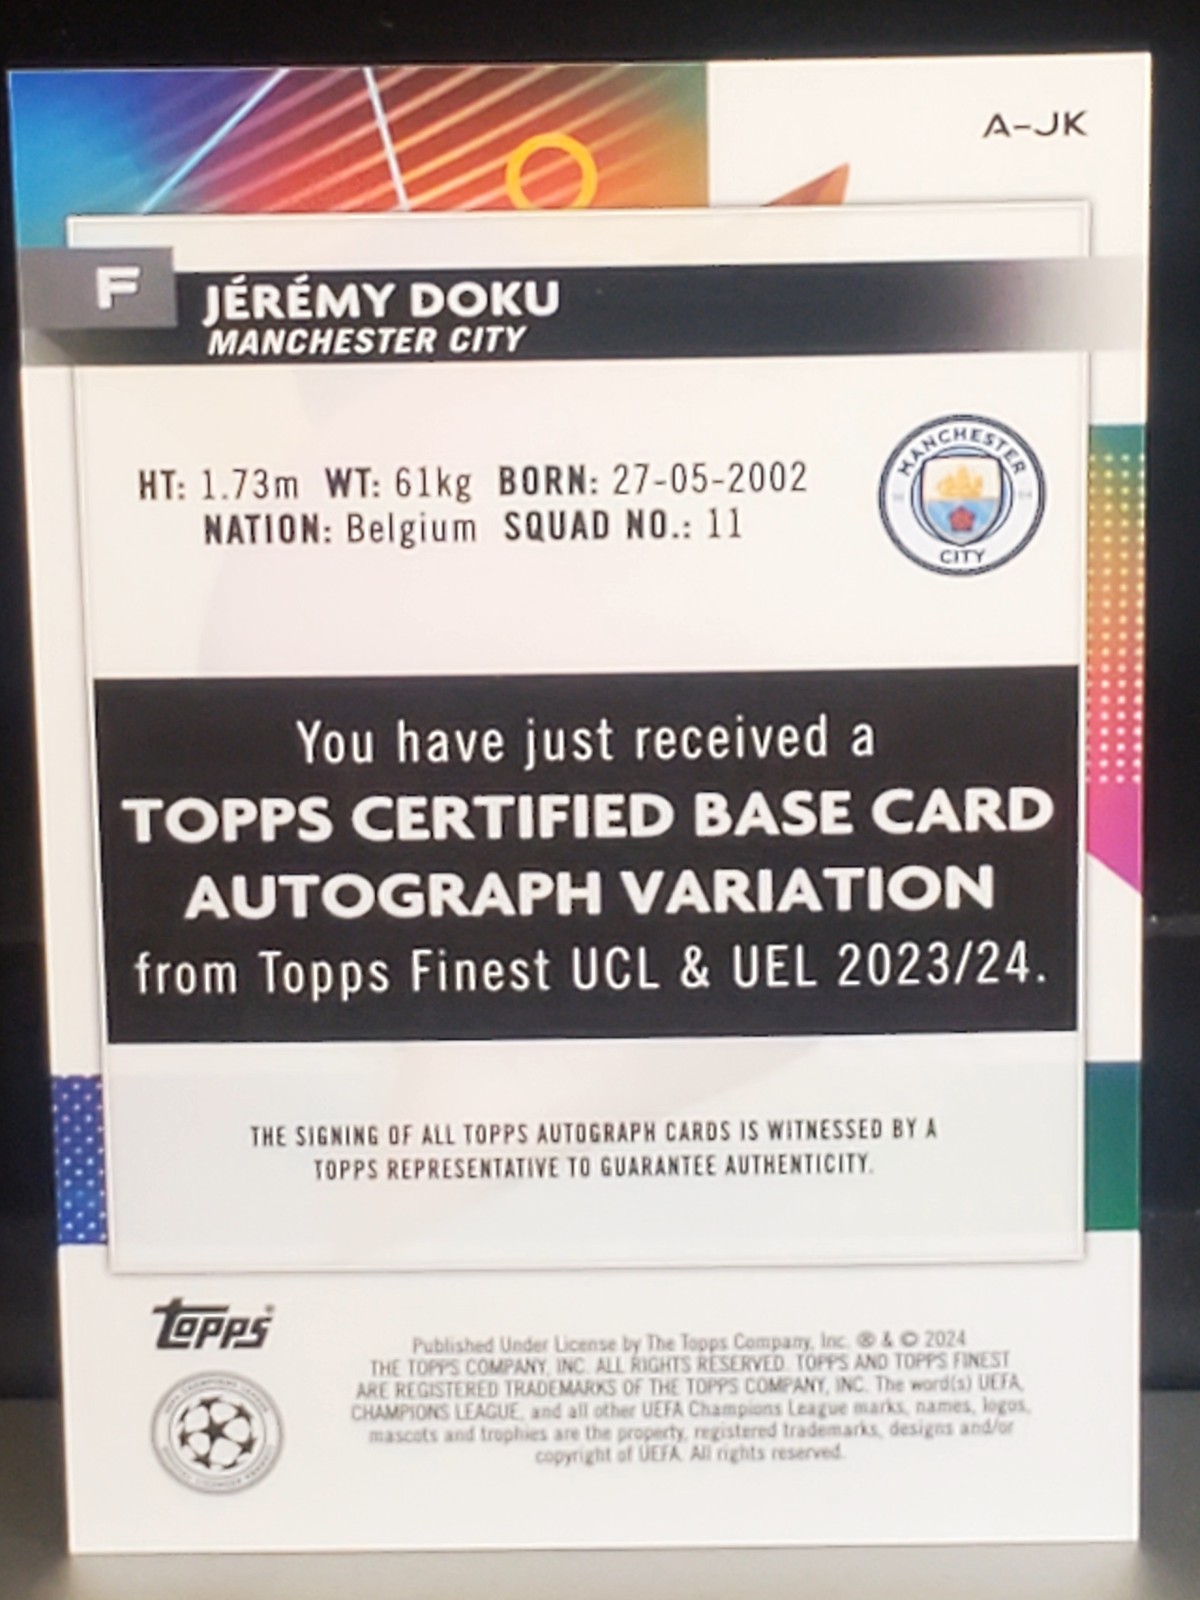 A-JK
F
JÉRÉMY DOKU
MANCHESTER CITY
HT: 1.73m WT: 61kg BORN: 27-05-2002
NATION: Belgium SQUAD NO.: 11
MANCHESTER
CITY
You have just received a
TOPPS CERTIFIED BASE CARD
AUTOGRAPH VARIATION
from Topps Finest UCL & UEL 2023/24.
THE SIGNING OF ALL TOPPS AUTOGRAPH CARDS IS WITNESSED BY A
TOPPS REPRESENTATIVE TO GUARANTEE AUTHENTICITY.
topps®
Published Under License by The Topps Company, Inc. ® & © 2024
THE TOPPS COMPANY, INC. ALL RIGHTS RESERVED. TOPPS AND TOPPS FINEST
ARE REGISTERED TRADEMARKS OF THE TOPPS COMPANY, INC. The word(s) UEFA,
CHAMPIONS LEAGUE, and all other UEFA Champions League marks, names, logos,
mascots and trophies are the property, registered trademarks, designs and/or
copyright of UEFA. All rights reserved.